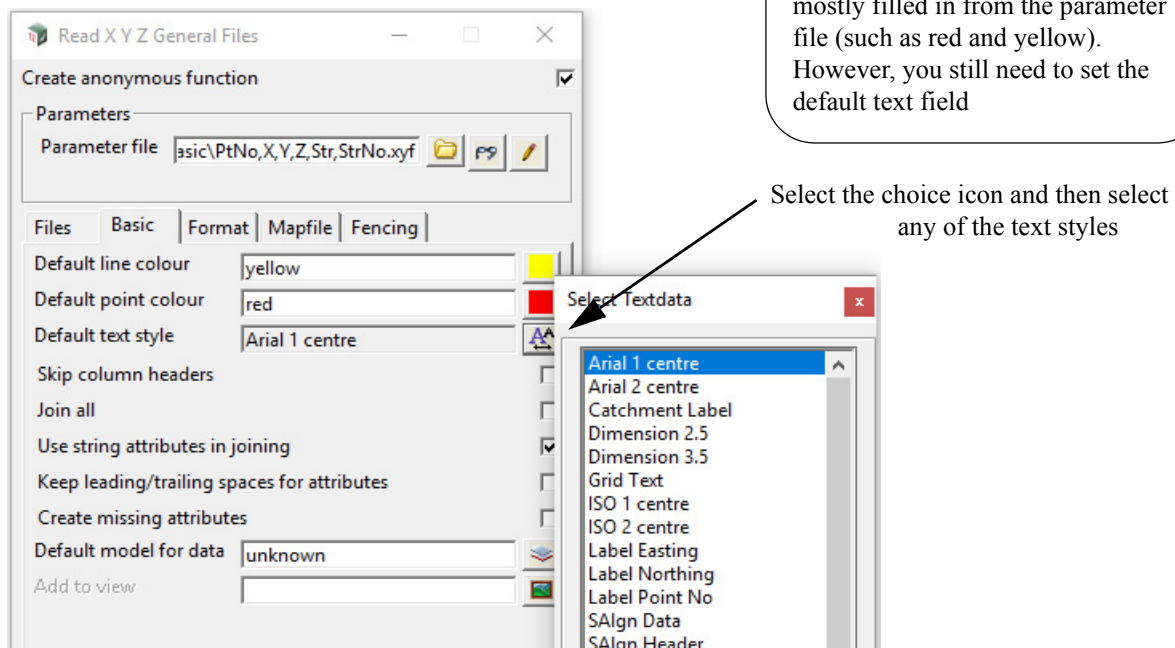 mostly filled in from the parameter
file (such as red and yellow).
However, you still need to set the
default text field
Read X Y Z General Files
Create anonymous function
Parameters
Parameter file
asic\PtNo,X,Y,Z,Str,StrNo.xyf
F9
Select the choice icon and then select
any of the text styles
Files Basic Format Mapfile Fencing
Default line colour yellow
Default point colour red
Default text style Arial 1 centre
Skip column headers
Join all
Use string attributes in joining
Keep leading/trailing spaces for attributes
Create missing attributes
Default model for data unknown
Add to view
Select Textdata
Arial 1 centre
Arial 2 centre
Catchment Label
Dimension 2.5
Dimension 3.5
Grid Text
ISO 1 centre
ISO 2 centre
Label Easting
Label Northing
Label Point No
SAlgn Data
SAlgn Header